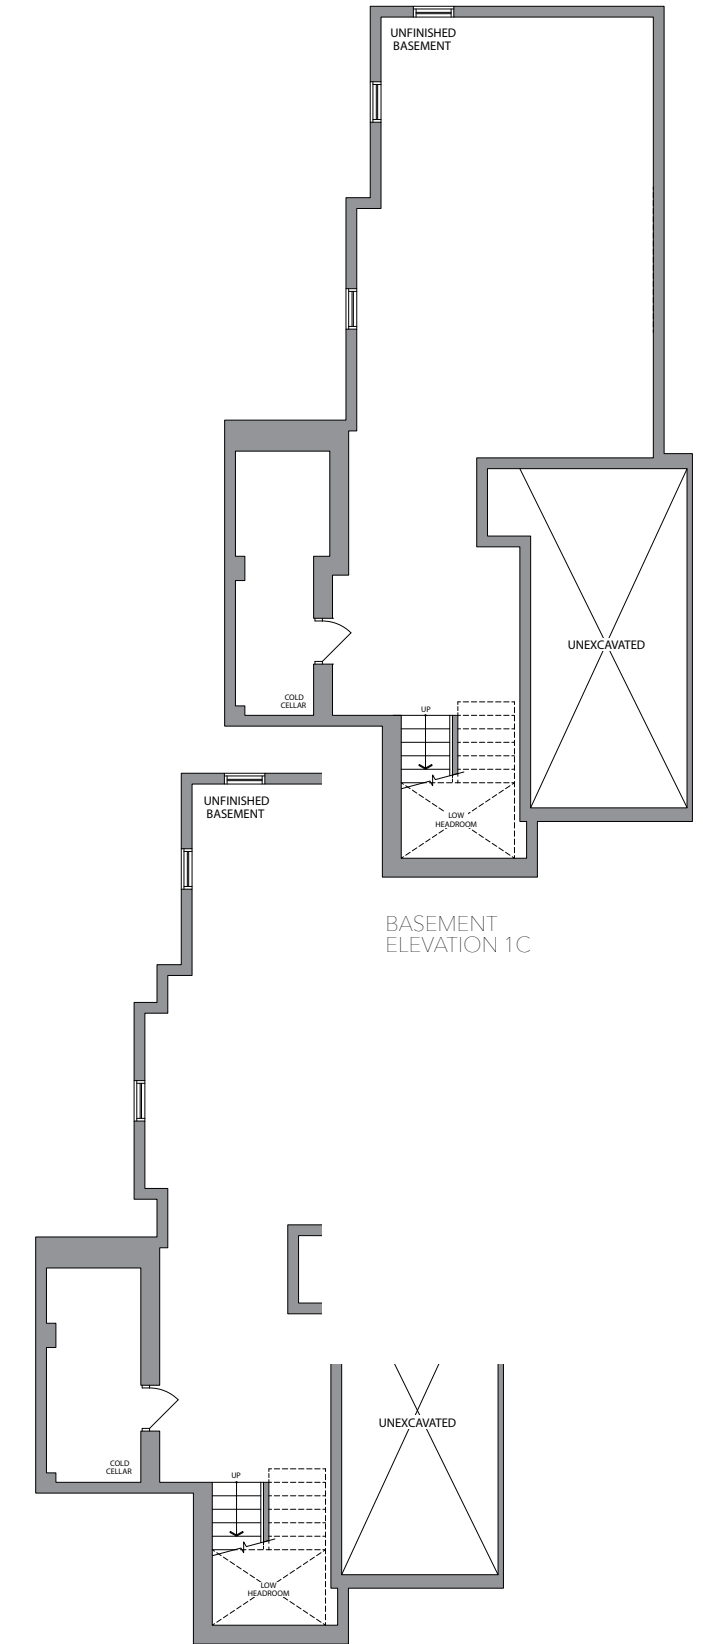 UNFINISHED
BASEMENT
UNEXCAVATED
COLD
CELLAR
UP
LOW
HEADROOM
BASEMENT
ELEVATION 1C
UNFINISHED
BASEMENT
UNEXCAVATED
COLD
CELLAR
UP
LOW
HEADROOM